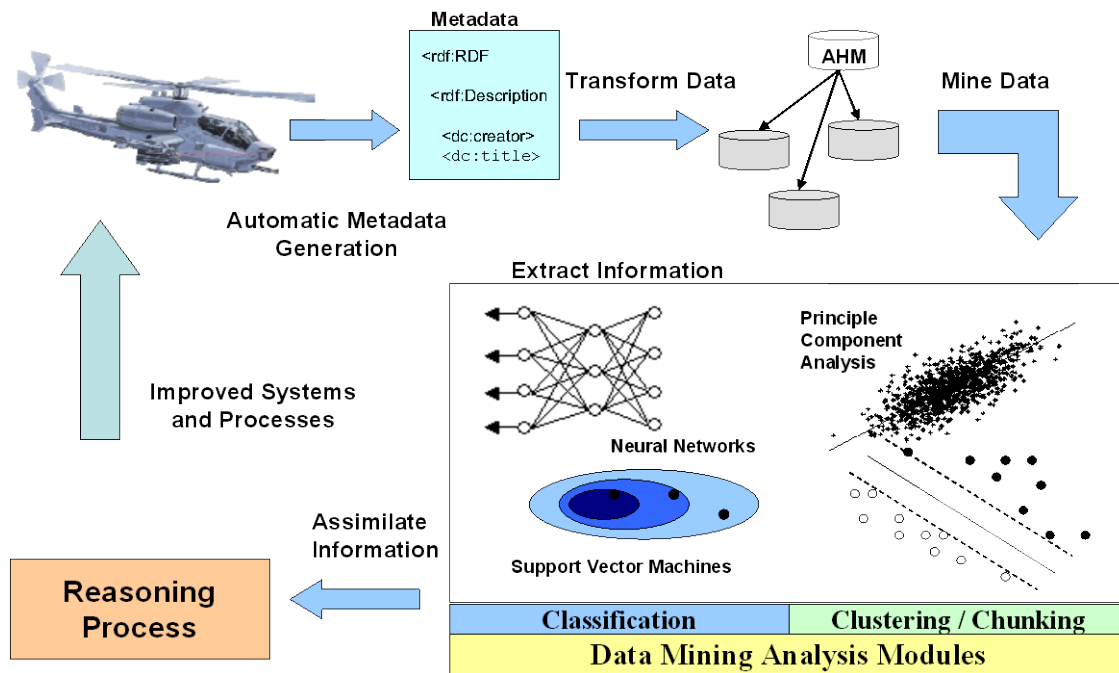 Metadata
<rdf:RDF
<rdf:Description
<dc:creator>
<dc:title>
Transform Data
AHM
Mine Data
Automatic Metadata
Generation
Extract Information
Principle
Component
Analysis
Neural Networks
Support Vector Machines
Improved Systems
and Processes
Assimilate
Information
Reasoning
Process
Classification
Clustering / Chunking
Data Mining Analysis Modules